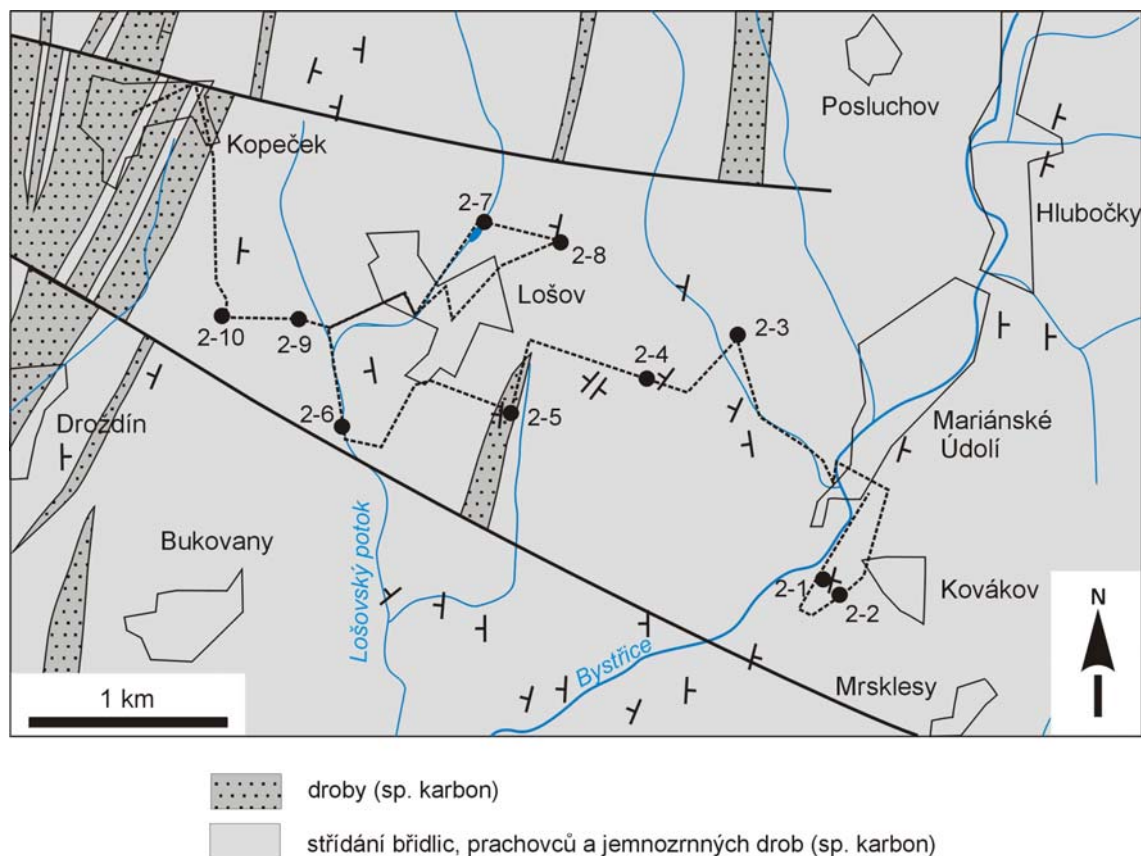 Posluchov
Kopeček
Hlubočky
2-7
2-8
Lošov
2-10
2-9
2-3
2-4
2-6
2-5
Droždín
Mariánské
Údolí
Bukovany
Lošovský potok
2-1
2-2
Kovákov
N
Bystřice
Mrsklesy
1 km
droby (sp. karbon)
střídání břidlic, prachovců a jemnozrnných drob (sp. karbon)